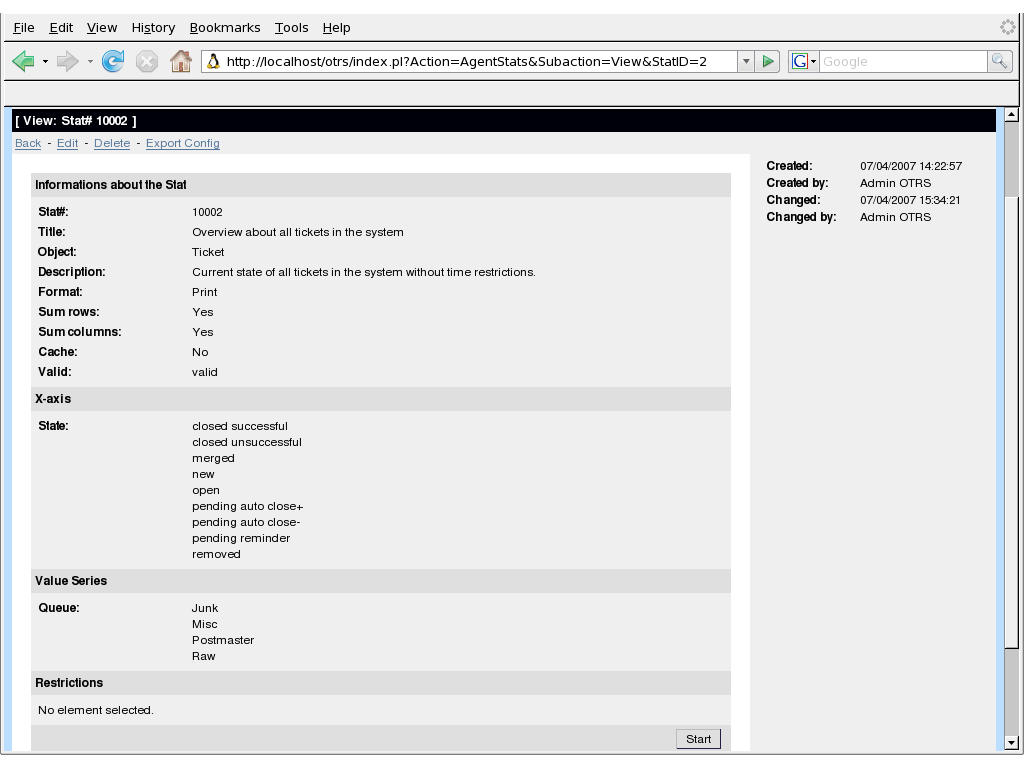 File Edit View History Bookmarks Tools Help
http://localhost/otrs/index.pl?Action=AgentStats&Subaction=View&StatID=2
G Google
[ View: Stat# 10002 ]
Back - Edit - Delete - Export Config
Informations about the Stat
Stat#: 10002
Title: Overview about all tickets in the system
Object: Ticket
Description: Current state of all tickets in the system without time restrictions.
Format: Print
Sum rows: Yes
Sum columns: Yes
Cache: No
Valid: valid
X-axis
State: closed successful
closed unsuccessful
merged
new
open
pending auto close+
pending auto close-
pending reminder
removed
Value Series
Queue: Junk
Misc
Postmaster
Raw
Restrictions
No element selected.
Start
Created: 07/04/2007 14:22:57
Created by: Admin OTRS
Changed: 07/04/2007 15:34:21
Changed by: Admin OTRS